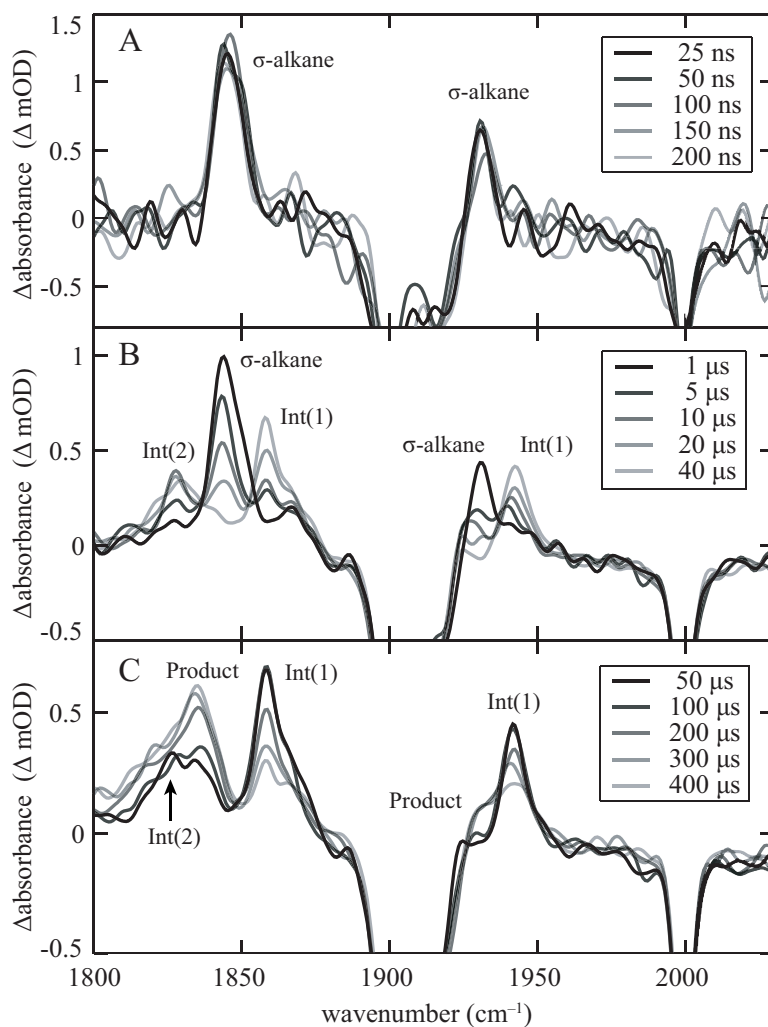 A
σ-alkane
σ-alkane
25 ns
50 ns
100 ns
150 ns
200 ns
1.5
1
0.5
0
-0.5
Δabsorbance (Δ mOD)
B
σ-alkane
Int(1)
Int(2)
σ-alkane
Int(1)
1 μs
5 μs
10 μs
20 μs
40 μs
1
0.5
0
-0.5
Δabsorbance (Δ mOD)
C
Product
Int(1)
Int(2)
Int(1)
Product
50 μs
100 μs
200 μs
300 μs
400 μs
0.5
0
-0.5
Δabsorbance (Δ mOD)
1800 1850 1900 1950 2000
wavenumber (cm⁻¹)